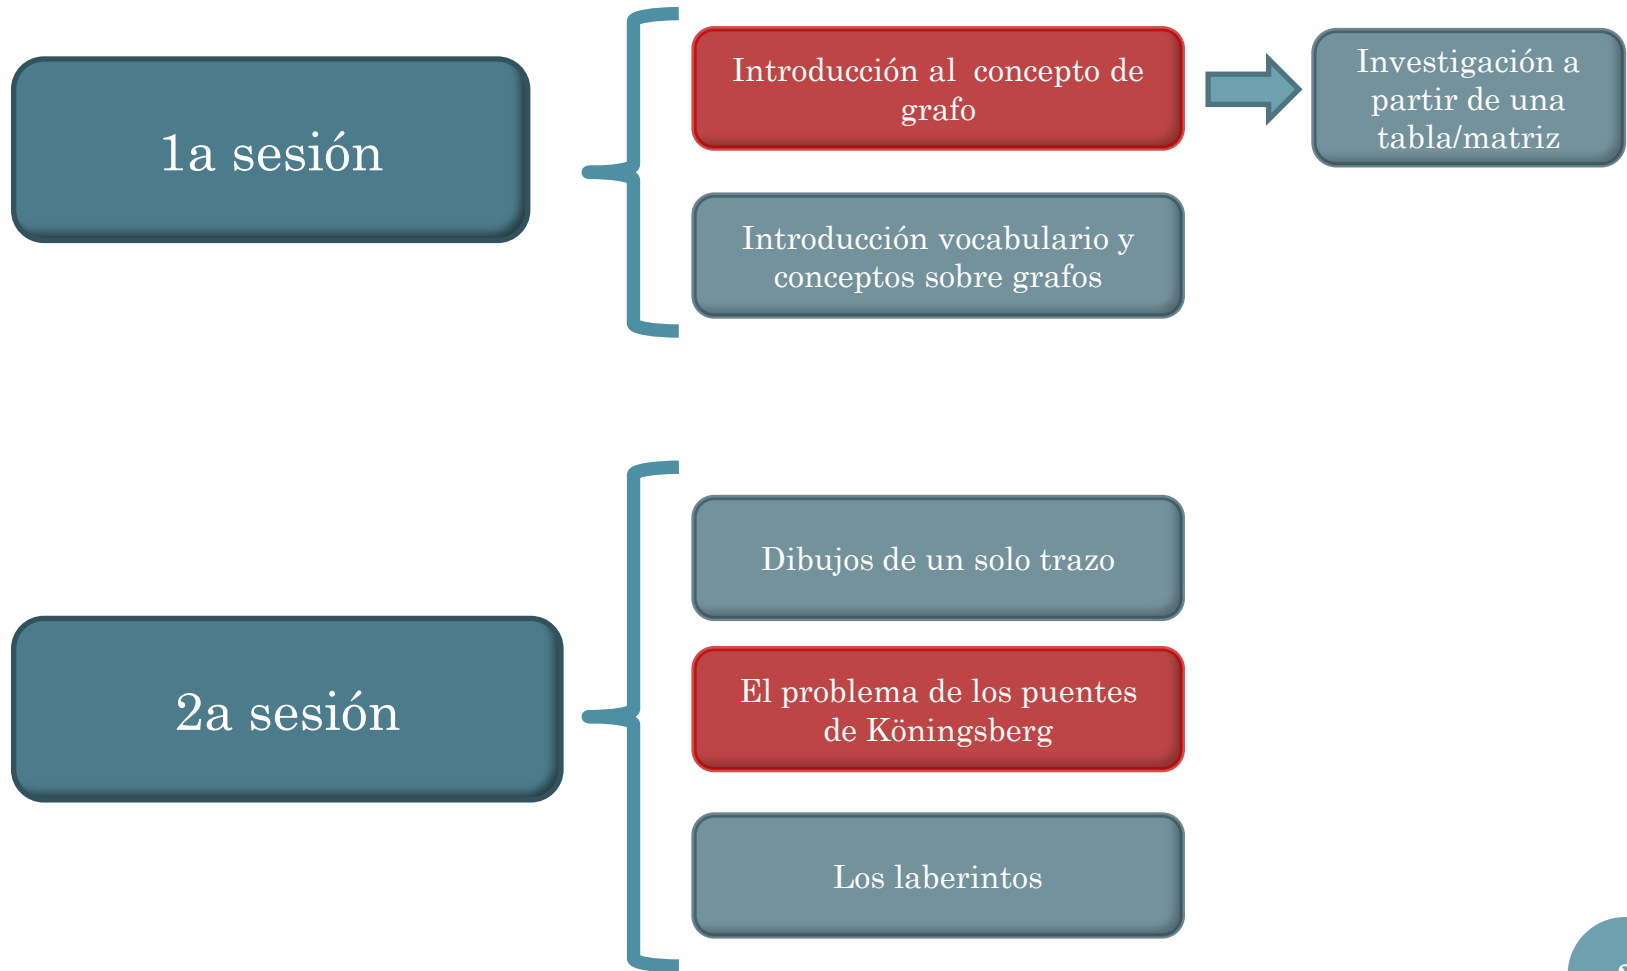 1a sesión
Introducción al concepto de
grafo
Investigación a
partir de una
tabla/matriz
Introducción vocabulario y
conceptos sobre grafos
2a sesión
Dibujos de un solo trazo
El problema de los puentes
de Köningsberg
Los laberintos